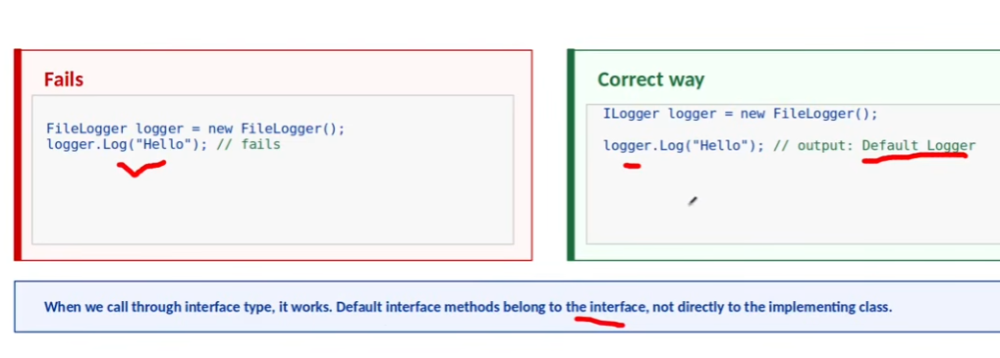 Fails
FileLogger logger = new FileLogger();
logger.Log("Hello"); // fails
Correct way
ILogger logger = new FileLogger();
logger.Log("Hello"); // output: Default Logger
When we call through interface type, it works. Default interface methods belong to the interface, not directly to the implementing class.